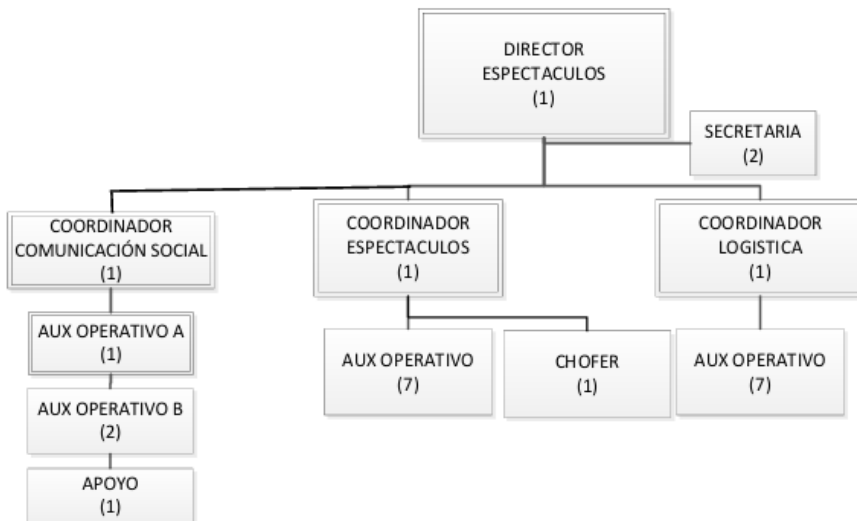 DIRECTOR
ESPECTACULOS
(1)
SECRETARIA
(2)
COORDINADOR
COMUNICACIÓN SOCIAL
(1)
COORDINADOR
ESPECTACULOS
(1)
COORDINADOR
LOGISTICA
(1)
AUX OPERATIVO A
(1)
AUX OPERATIVO
(7)
CHOFER
(1)
AUX OPERATIVO
(7)
AUX OPERATIVO B
(2)
APOYO
(1)